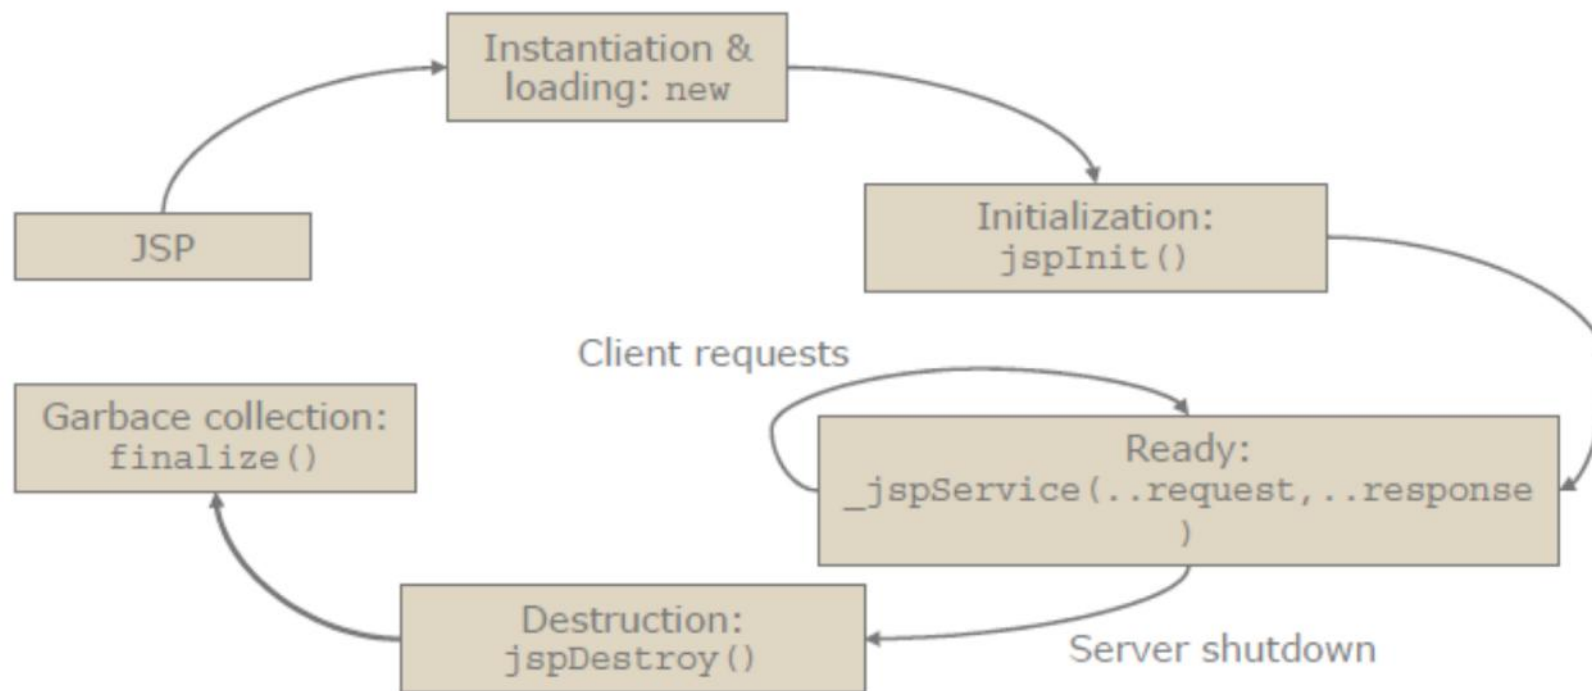 Instantiation &
loading: new
JSP
Initialization:
jspInit()
Client requests
Garbace collection:
finalize()
Ready:
_jspService(..request,..response
)
Destruction:
jspDestroy()
Server shutdown